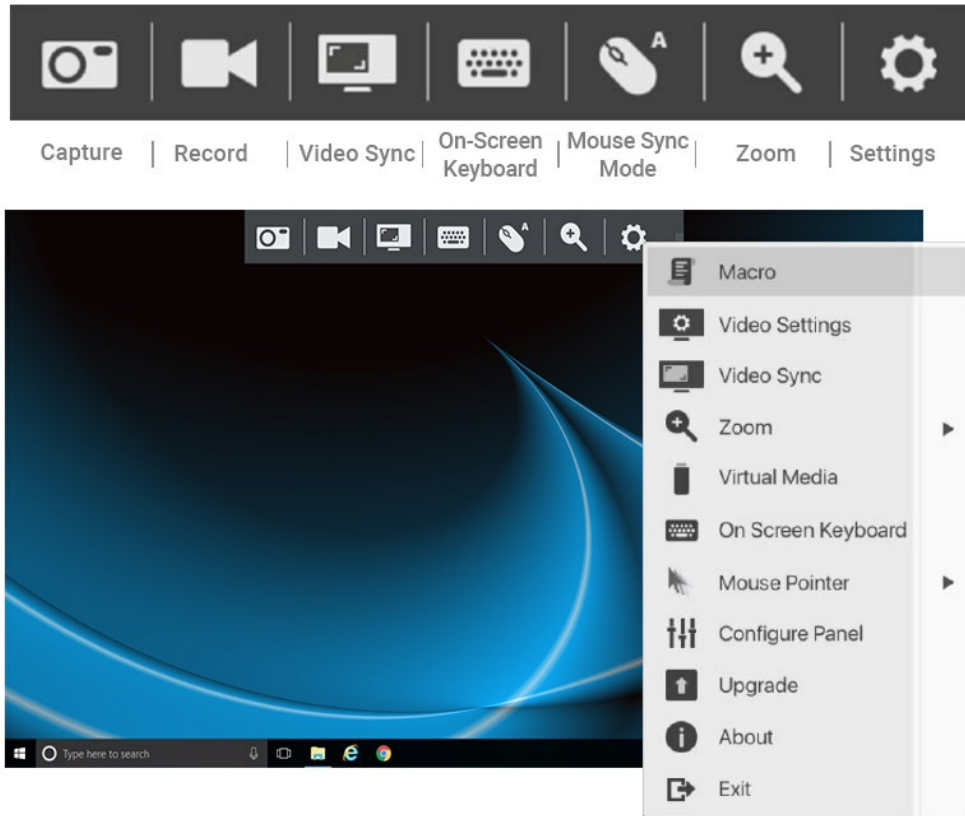 A
Capture | Record | Video Sync | On-Screen Keyboard | Mouse Sync Mode | Zoom | Settings
A
Macro
Video Settings
Video Sync
Zoom
Virtual Media
On Screen Keyboard
Mouse Pointer
Configure Panel
Upgrade
About
Exit
Type here to search